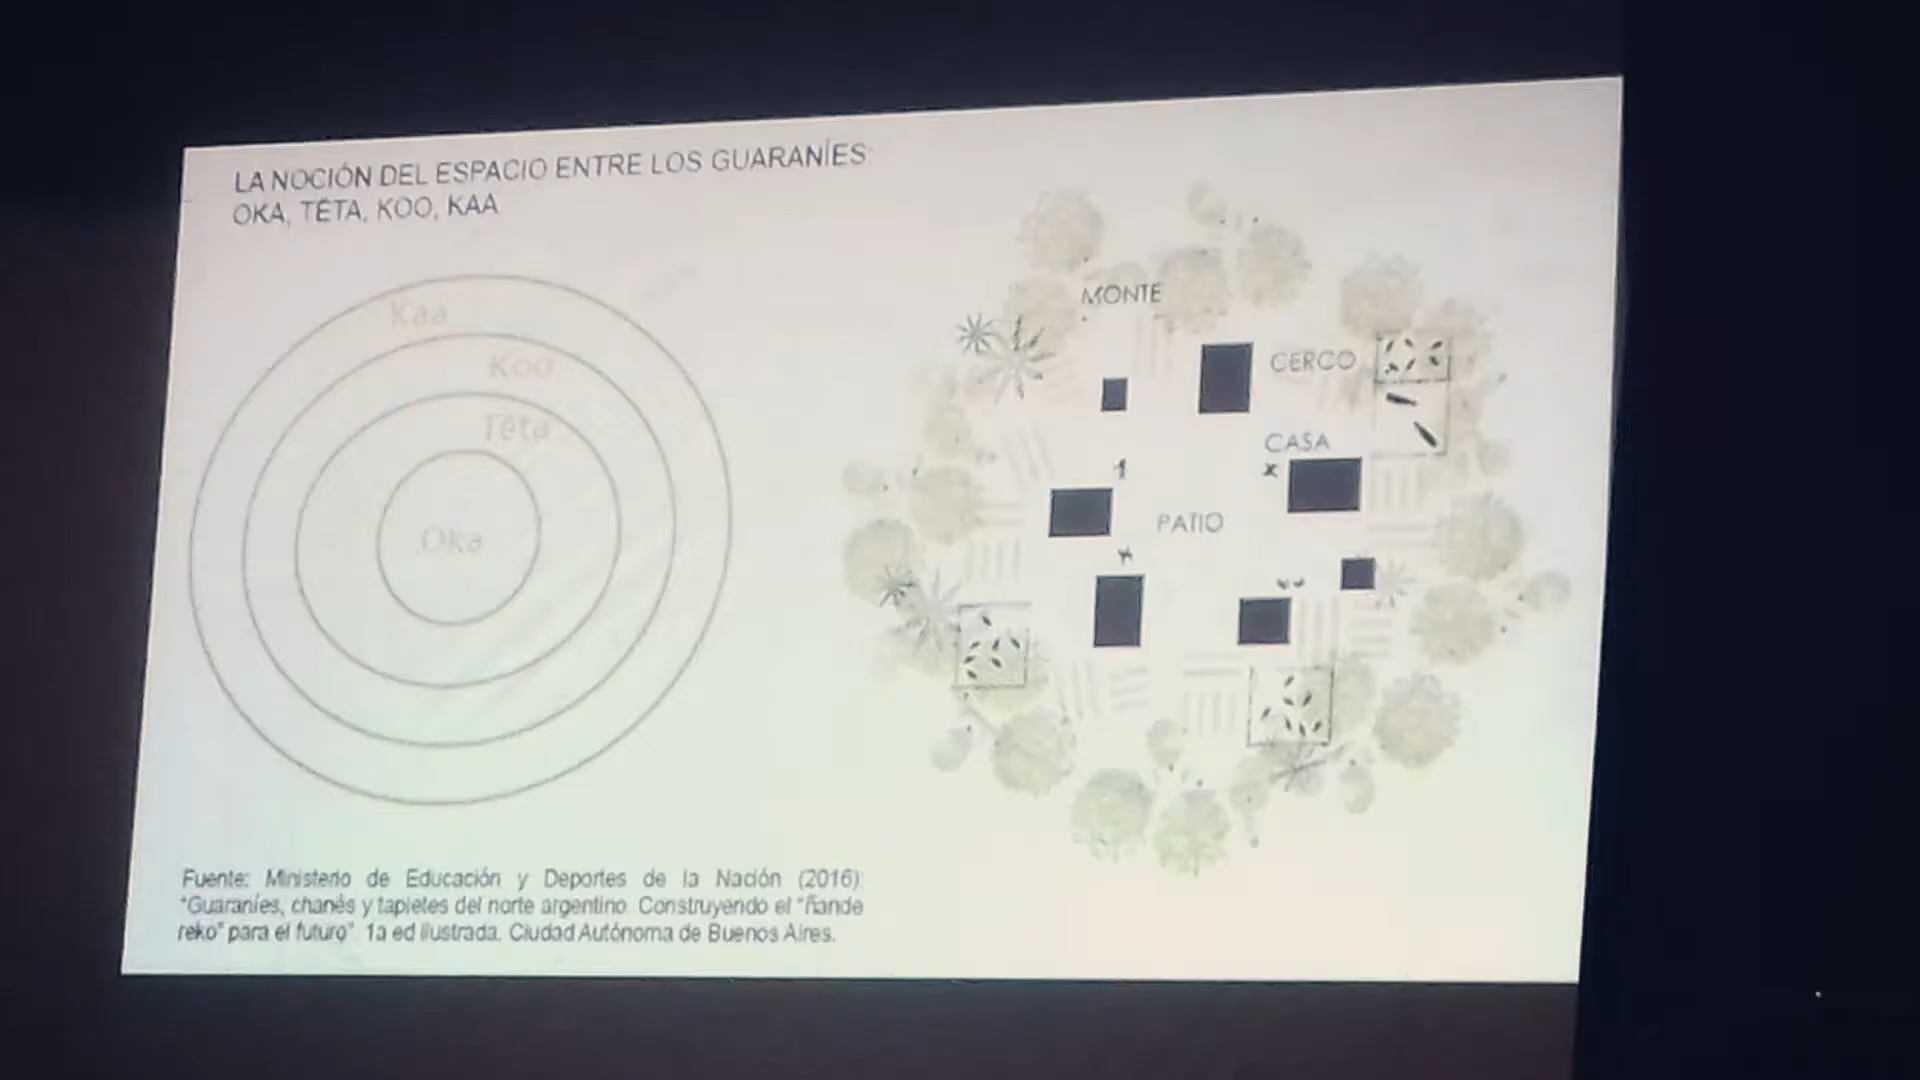 LA NOCIÓN DEL ESPACIO ENTRE LOS GUARANÍES:
OKA, TËTA, KOO, KAA
Kaa
Koo
Tëta
Oka
MONTE
CERCO
CASA
PATIO
Fuente: Ministerio de Educación y Deportes de la Nación (2016):
"Guaraníes, chanés y tapietes del norte argentino. Construyendo el "ñande
reko" para el futuro". 1a ed ilustrada. Ciudad Autónoma de Buenos Aires.